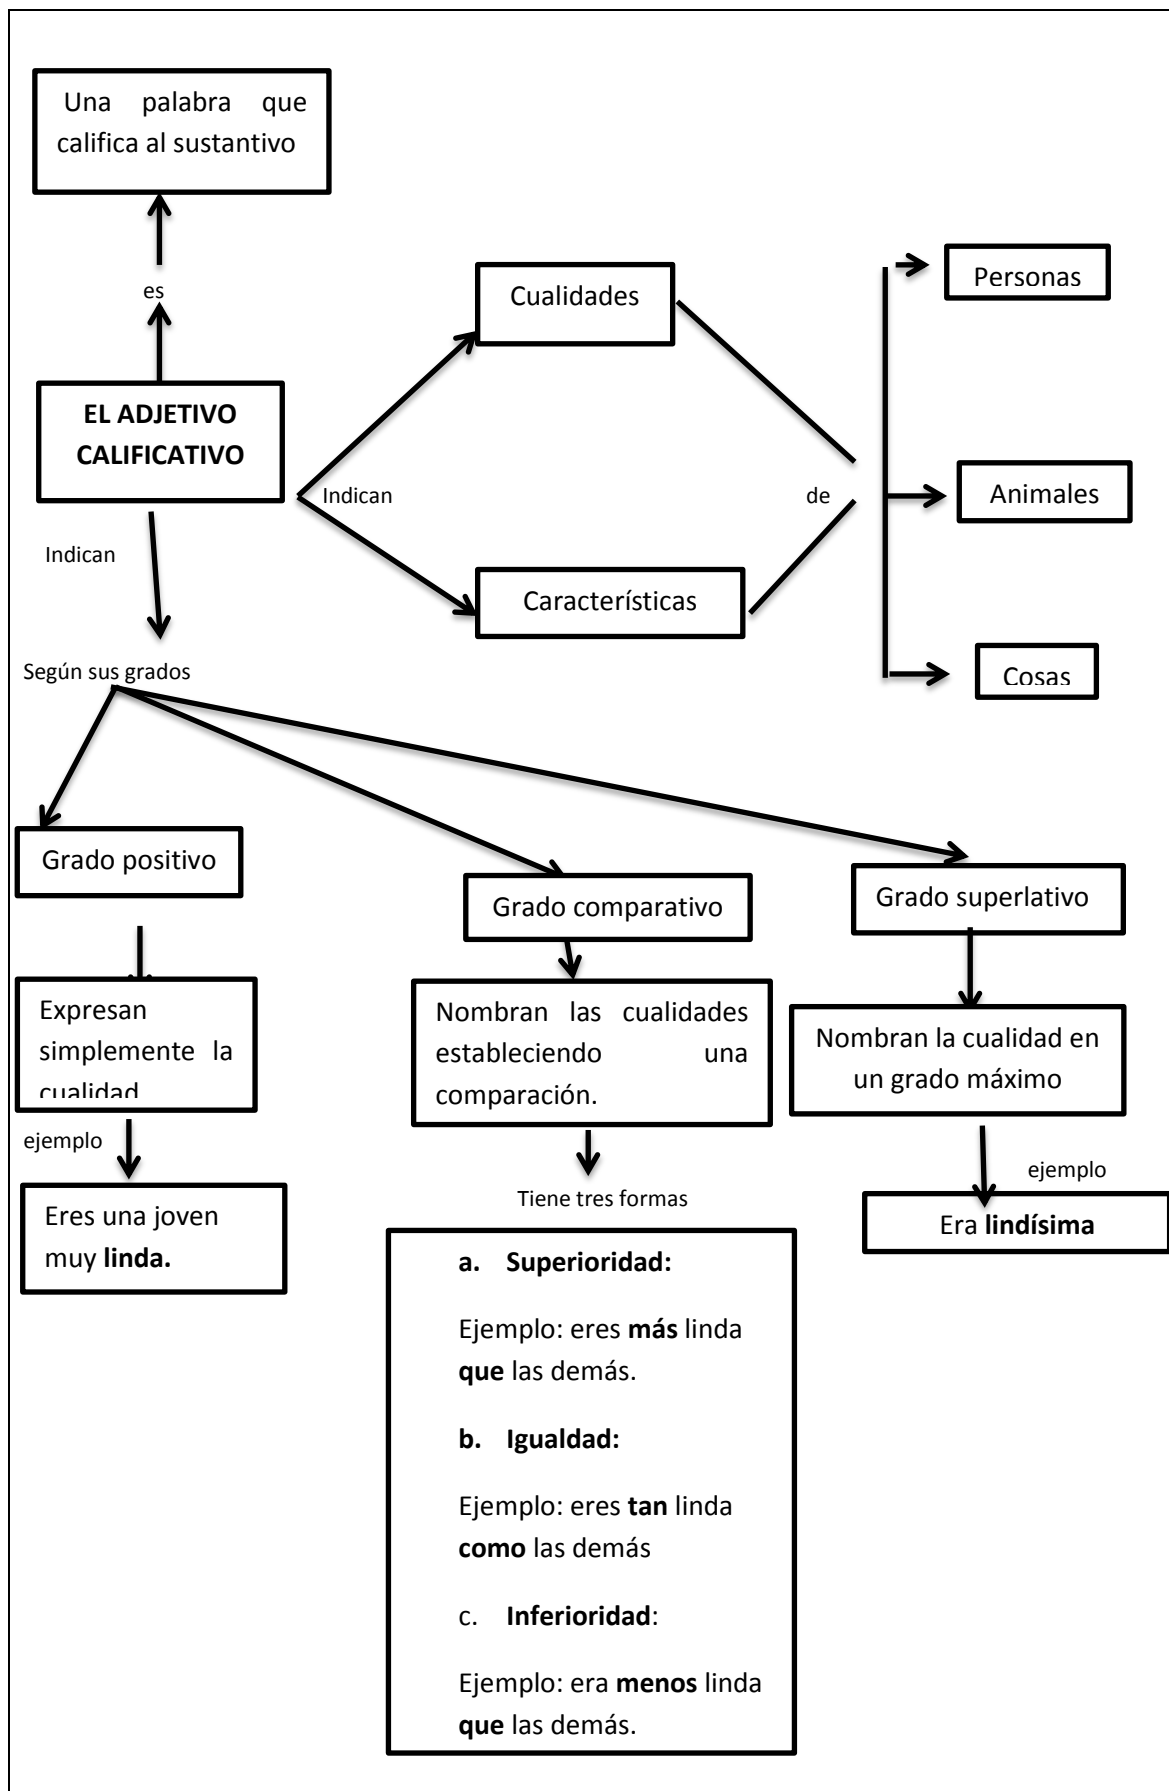 Una palabra que
califica al sustantivo
es
EL ADJETIVO
CALIFICATIVO
Indican
Cualidades
Características
de
Personas
Animales
Cosas
Indican
Según sus grados
Grado positivo
Expresan
simplemente la
cualidad
ejemplo
Eres una joven
muy linda.
Grado comparativo
Nombran las cualidades
estableciendo una
comparación.
Tiene tres formas
a. Superioridad:
Ejemplo: eres más linda
que las demás.
b. Igualdad:
Ejemplo: eres tan linda
como las demás
c. Inferioridad:
Ejemplo: era menos linda
que las demás.
Grado superlativo
Nombran la cualidad en
un grado máximo
ejemplo
Era lindísima